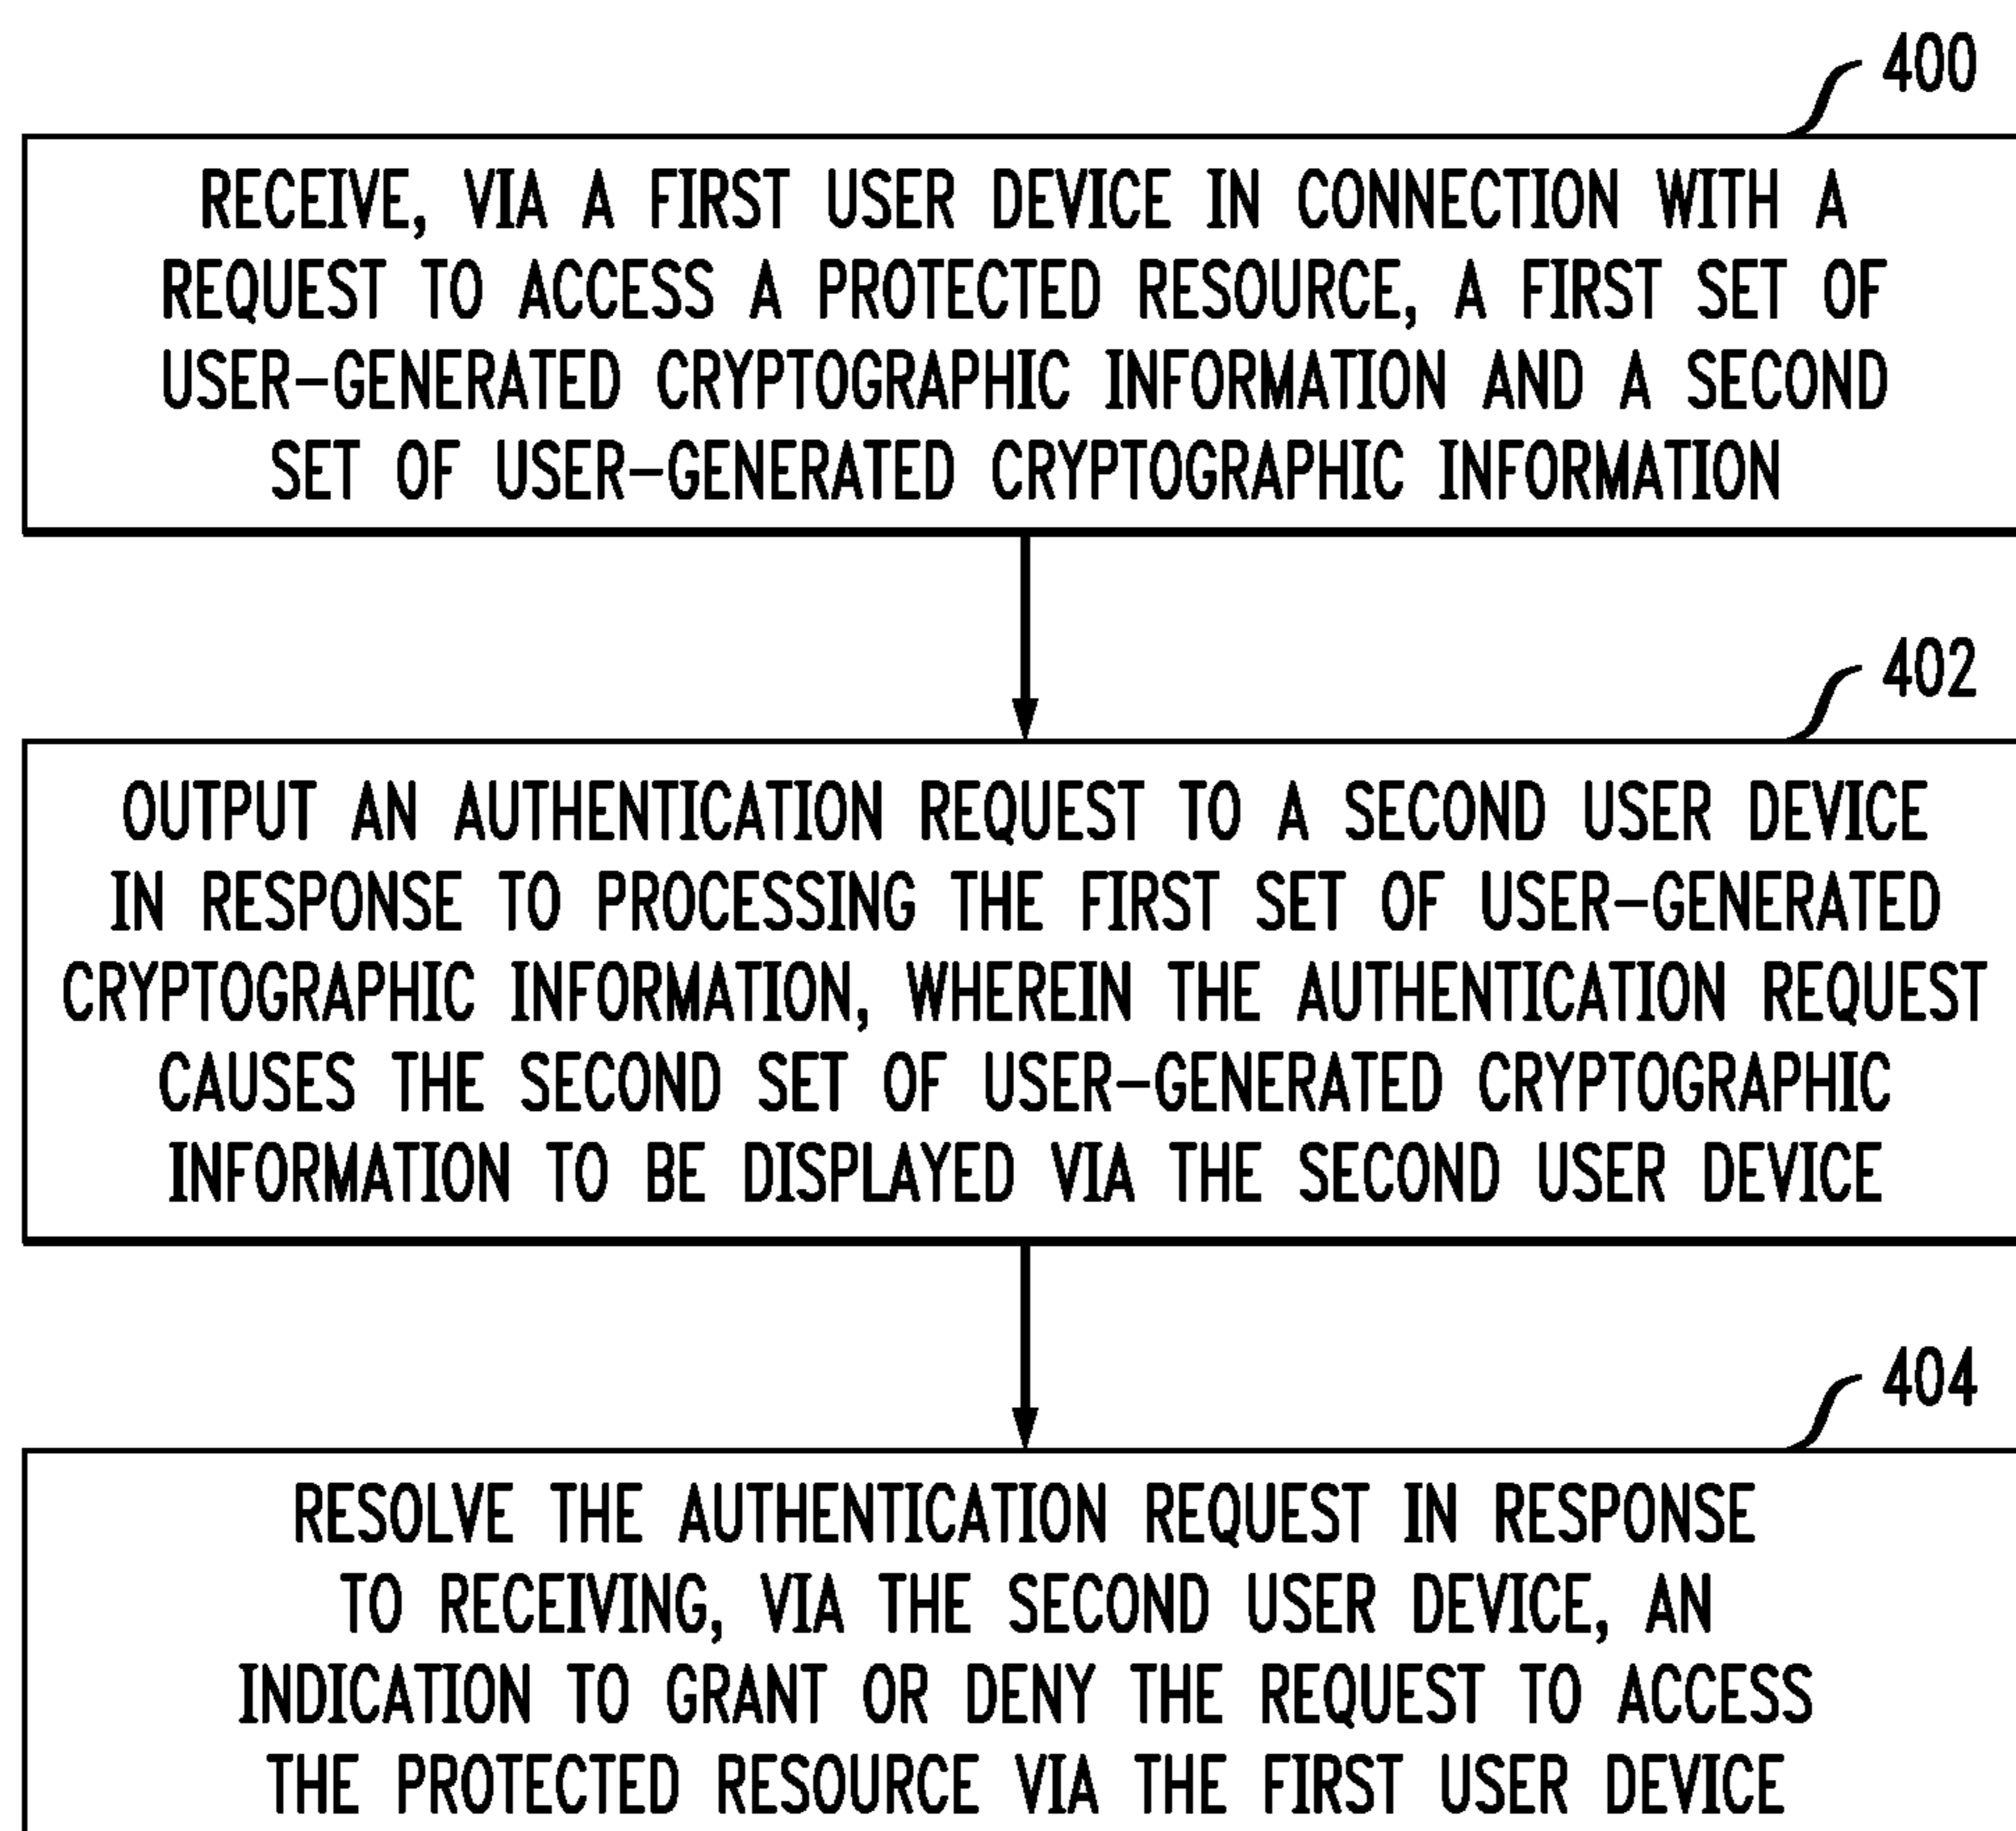 400
RECEIVE, VIA A FIRST USER DEVICE IN CONNECTION WITH A
REQUEST TO ACCESS A PROTECTED RESOURCE, A FIRST SET OF
USER-GENERATED CRYPTOGRAPHIC INFORMATION AND A SECOND
SET OF USER-GENERATED CRYPTOGRAPHIC INFORMATION
402
OUTPUT AN AUTHENTICATION REQUEST TO A SECOND USER DEVICE
IN RESPONSE TO PROCESSING THE FIRST SET OF USER-GENERATED
CRYPTOGRAPHIC INFORMATION, WHEREIN THE AUTHENTICATION REQUEST
CAUSES THE SECOND SET OF USER-GENERATED CRYPTOGRAPHIC
INFORMATION TO BE DISPLAYED VIA THE SECOND USER DEVICE
404
RESOLVE THE AUTHENTICATION REQUEST IN RESPONSE
TO RECEIVING, VIA THE SECOND USER DEVICE, AN
INDICATION TO GRANT OR DENY THE REQUEST TO ACCESS
THE PROTECTED RESOURCE VIA THE FIRST USER DEVICE